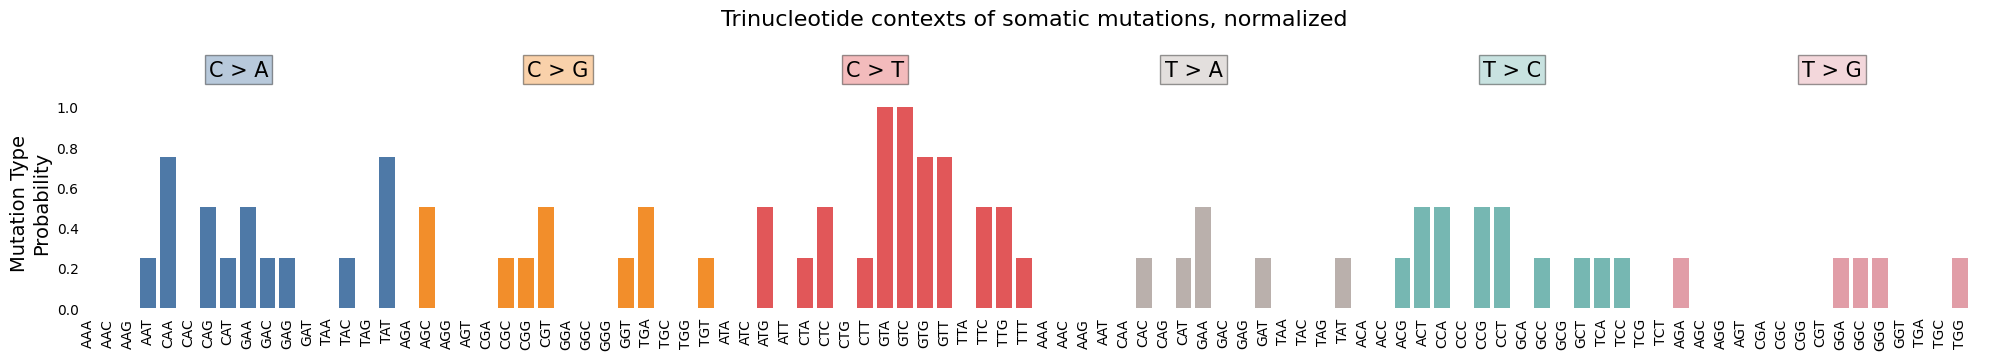 Trinucleotide contexts of somatic mutations, normalized
C > A
C > G
C > T
T > A
T > C
T > G
Mutation Type
Probability
1.0
0.8
0.6
0.4
0.2
0.0
AAA
AAC
AAG
AAT
CAA
CAC
CAG
CAT
GAA
GAC
GAG
GAT
TAA
TAC
TAG
TAT
AGA
AGC
AGG
AGT
CGA
CGC
CGG
CGT
GGA
GGC
GGG
GGT
TGA
TGC
TGG
TGT
ATA
ATC
ATG
ATT
CTA
CTC
CTG
CTT
GTA
GTC
GTG
GTT
TTA
TTC
TTG
TTT
AAA
AAC
AAG
AAT
CAA
CAC
CAG
CAT
GAA
GAC
GAG
GAT
TAA
TAC
TAG
TAT
ACA
ACC
ACG
ACT
CCA
CCC
CCG
CCT
GCA
GCC
GCG
GCT
TCA
TCC
TCG
TCT
AGA
AGC
AGG
AGT
CGA
CGC
CGG
CGT
GGA
GGC
GGG
GGT
TGA
TGC
TGG